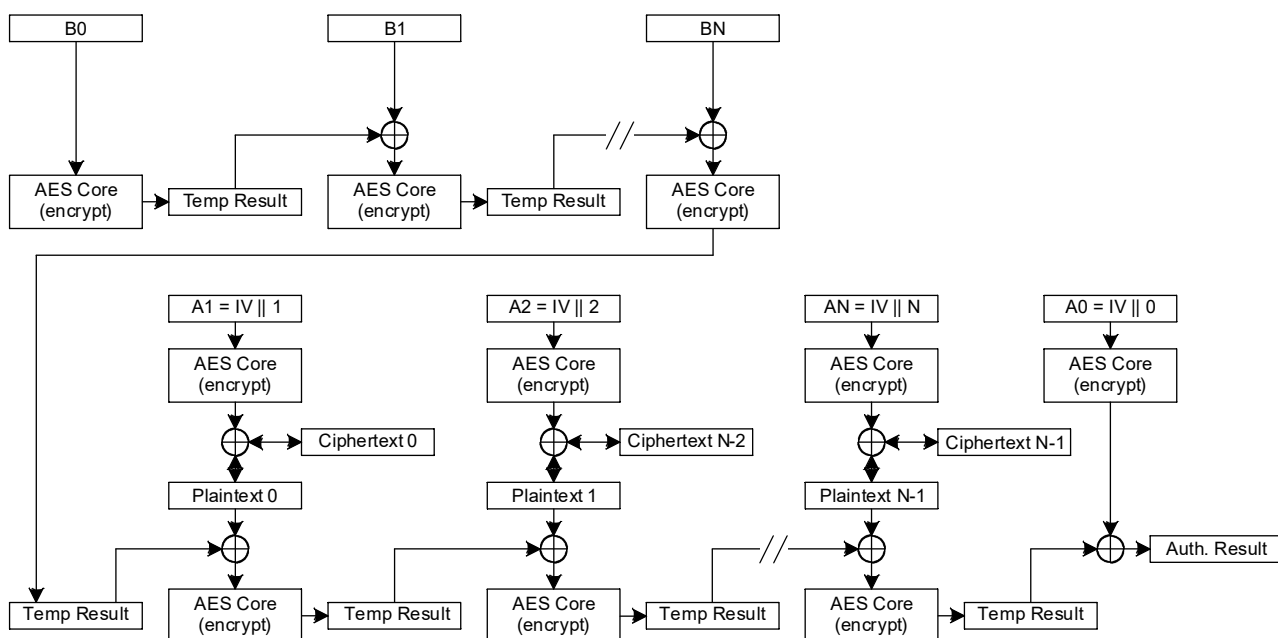 B0
B1
BN
AES Core
(encrypt)
Temp Result
AES Core
(encrypt)
Temp Result
AES Core
(encrypt)
A1 = IV || 1
A2 = IV || 2
AN = IV || N
A0 = IV || 0
AES Core
(encrypt)
AES Core
(encrypt)
AES Core
(encrypt)
AES Core
(encrypt)
Ciphertext 0
Ciphertext N-2
Ciphertext N-1
Plaintext 0
Plaintext 1
Plaintext N-1
Auth. Result
Temp Result
AES Core
(encrypt)
Temp Result
AES Core
(encrypt)
Temp Result
AES Core
(encrypt)
Temp Result